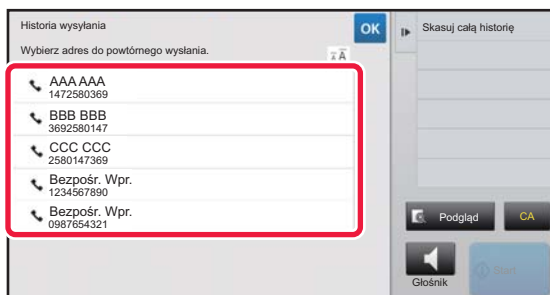 Historia wysyłania
OK
Skasuj całą historię
Wybierz adres do powtórnego wysłania.
AAA AAA
1472580369
BBB BBB
3692580147
CCC CCC
2580147369
Bezpośr. Wpr.
1234567890
Bezpośr. Wpr.
0987654321
Podgląd
CA
Głośnik
Start